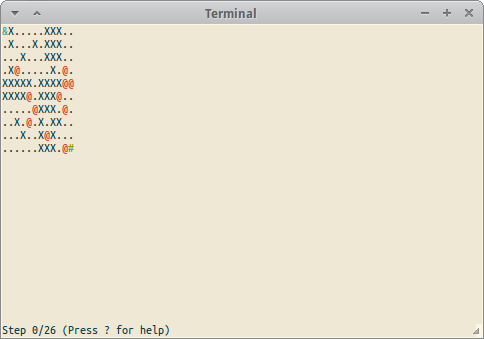 Terminal
&X.....XXX..
.X...X.XXX..
...X...XXX..
.X@.....X.@.
XXXXX.XXXX@@
XXXX@.XXX@..
.....@XXX.@.
..X.@.X.XX..
...X..X@X...
......XXX.@#
Step 0/26 (Press ? for help)